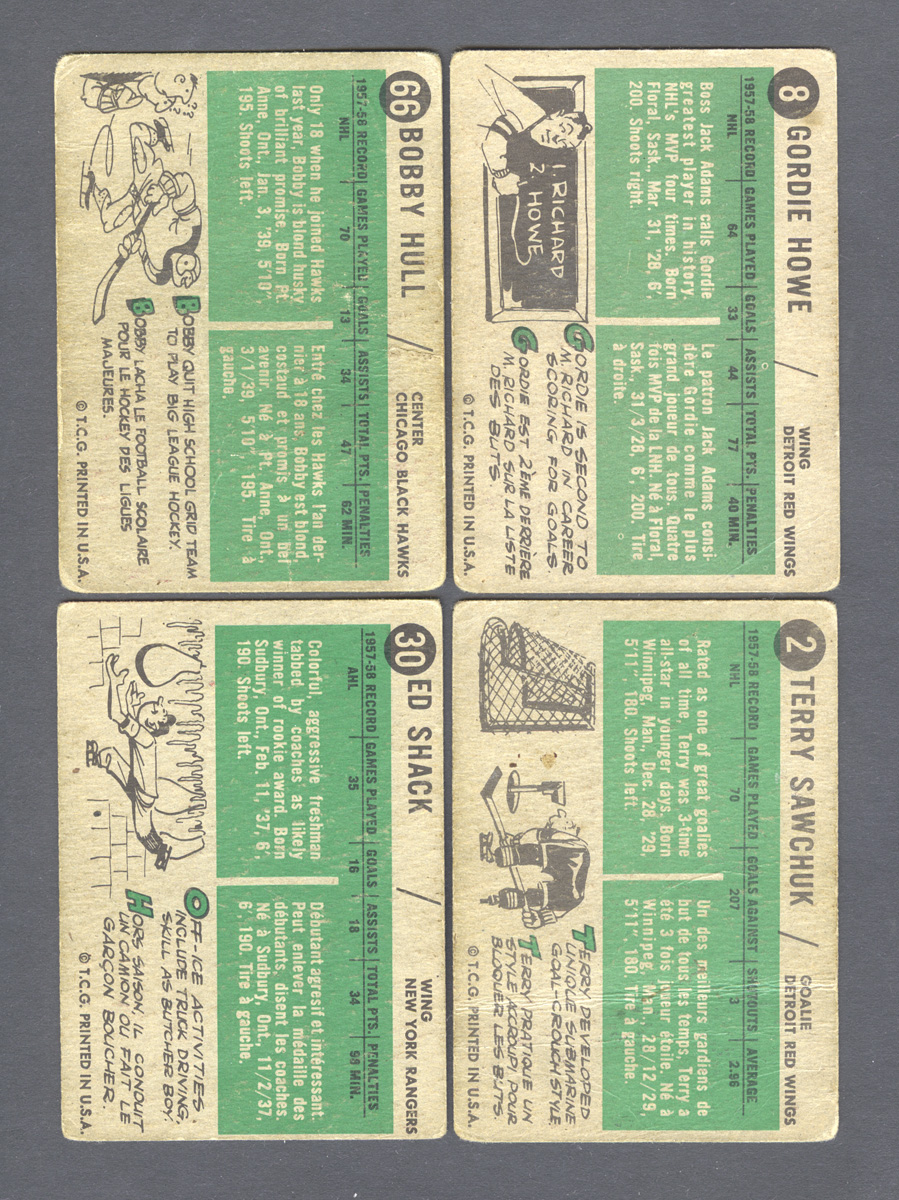 8 GORDIE HOWE / WING
DETROIT RED WINGS
1957-58 RECORD GAMES PLAYED GOALS ASSISTS TOTAL PTS. PENALTIES
NHL 64 33 44 77 40 MIN.
Boss Jack Adams calls Gordie
greatest player in history.
NHL's MVP four times. Born
Floral, Sask., Mar. 31, '28, 6',
200. Shoots right.
Le patron Jack Adams consi-
dère Gordie comme le plus
grand joueur de tous. Quatre
fois MVP de la LNH. Né à Floral,
Sask., 31/3/28, 6', 200. Tire
à droite.
1. RICHARD
2. HOWE
GORDIE IS SECOND TO
M. RICHARD IN CAREER
SCORING FOR GOALS.
GORDIE EST 2ÈME DERRIÈRE
M. RICHARD SUR LA LISTE
DES BUTS.
© T.C.G. PRINTED IN U.S.A.
2 TERRY SAWCHUK / GOALIE
DETROIT RED WINGS
1957-58 RECORD GAMES PLAYED GOALS AGAINST SHUTOUTS AVERAGE
NHL 70 207 3 2.96
Rated as one of great goalies
of all time, Terry was 3-time
all-star in younger days. Born
Winnipeg, Man., Dec. 28, '29,
5'11", 180. Shoots left.
Un des meilleurs gardiens de
but de tous les temps, Terry a
été 3 fois joueur étoile. Né à
Winnipeg, Man., 28/12/29,
5'11", 180. Tire à gauche.
TERRY DEVELOPED
UNIQUE SUBMARINE
GOAL-CROUCH STYLE.
TERRY PRATIQUE UN
STYLE ACCROUPI, POUR
BLOQUER LES BUTS.
© T.C.G. PRINTED IN U.S.A.
66 BOBBY HULL / CENTER
CHICAGO BLACK HAWKS
1957-58 RECORD GAMES PLAYED GOALS ASSISTS TOTAL PTS. PENALTIES
NHL 70 13 34 47 62 MIN.
Only 18 when he joined Hawks
last year, Bobby is blond husky
of brilliant promise. Born Pt.
Anne, Ont., Jan. 3, '39, 5'10",
195. Shoots left.
Entré chez les Hawks l'an der-
nier à 18 ans, Bobby est blond,
costaud et promis à un bel
avenir. Né à Pt. Anne, Ont.,
3/1/39, 5'10", 195. Tire à
gauche.
BOBBY QUIT HIGH SCHOOL GRID TEAM
TO PLAY BIG LEAGUE HOCKEY.
BOBBY LACHA LE FOOTBALL SCOLAIRE
POUR LE HOCKEY DES LIGUES
MAJEURES.
© T.C.G. PRINTED IN U.S.A.
30 ED SHACK / WING
NEW YORK RANGERS
1957-58 RECORD GAMES PLAYED GOALS ASSISTS TOTAL PTS. PENALTIES
AHL 35 16 18 34 98 MIN.
Colorful, aggressive freshman
tabbed by coaches as likely
winner of rookie award. Born
Sudbury, Ont., Feb. 11, '37, 6',
190. Shoots left.
Débutant agresif et intéressant.
Peut enlever la médaille des
débutants, disent les coaches.
Né à Sudbury, Ont., 11/2/37,
6', 190. Tire à gauche.
OFF-ICE ACTIVITIES
INCLUDE TRUCK DRIVING,
SKILL AS BUTCHER BOY.
HORS SAISON, IL CONDUIT
UN CAMION OU FAIT LE
GARÇON BOUCHER.
© T.C.G. PRINTED IN U.S.A.